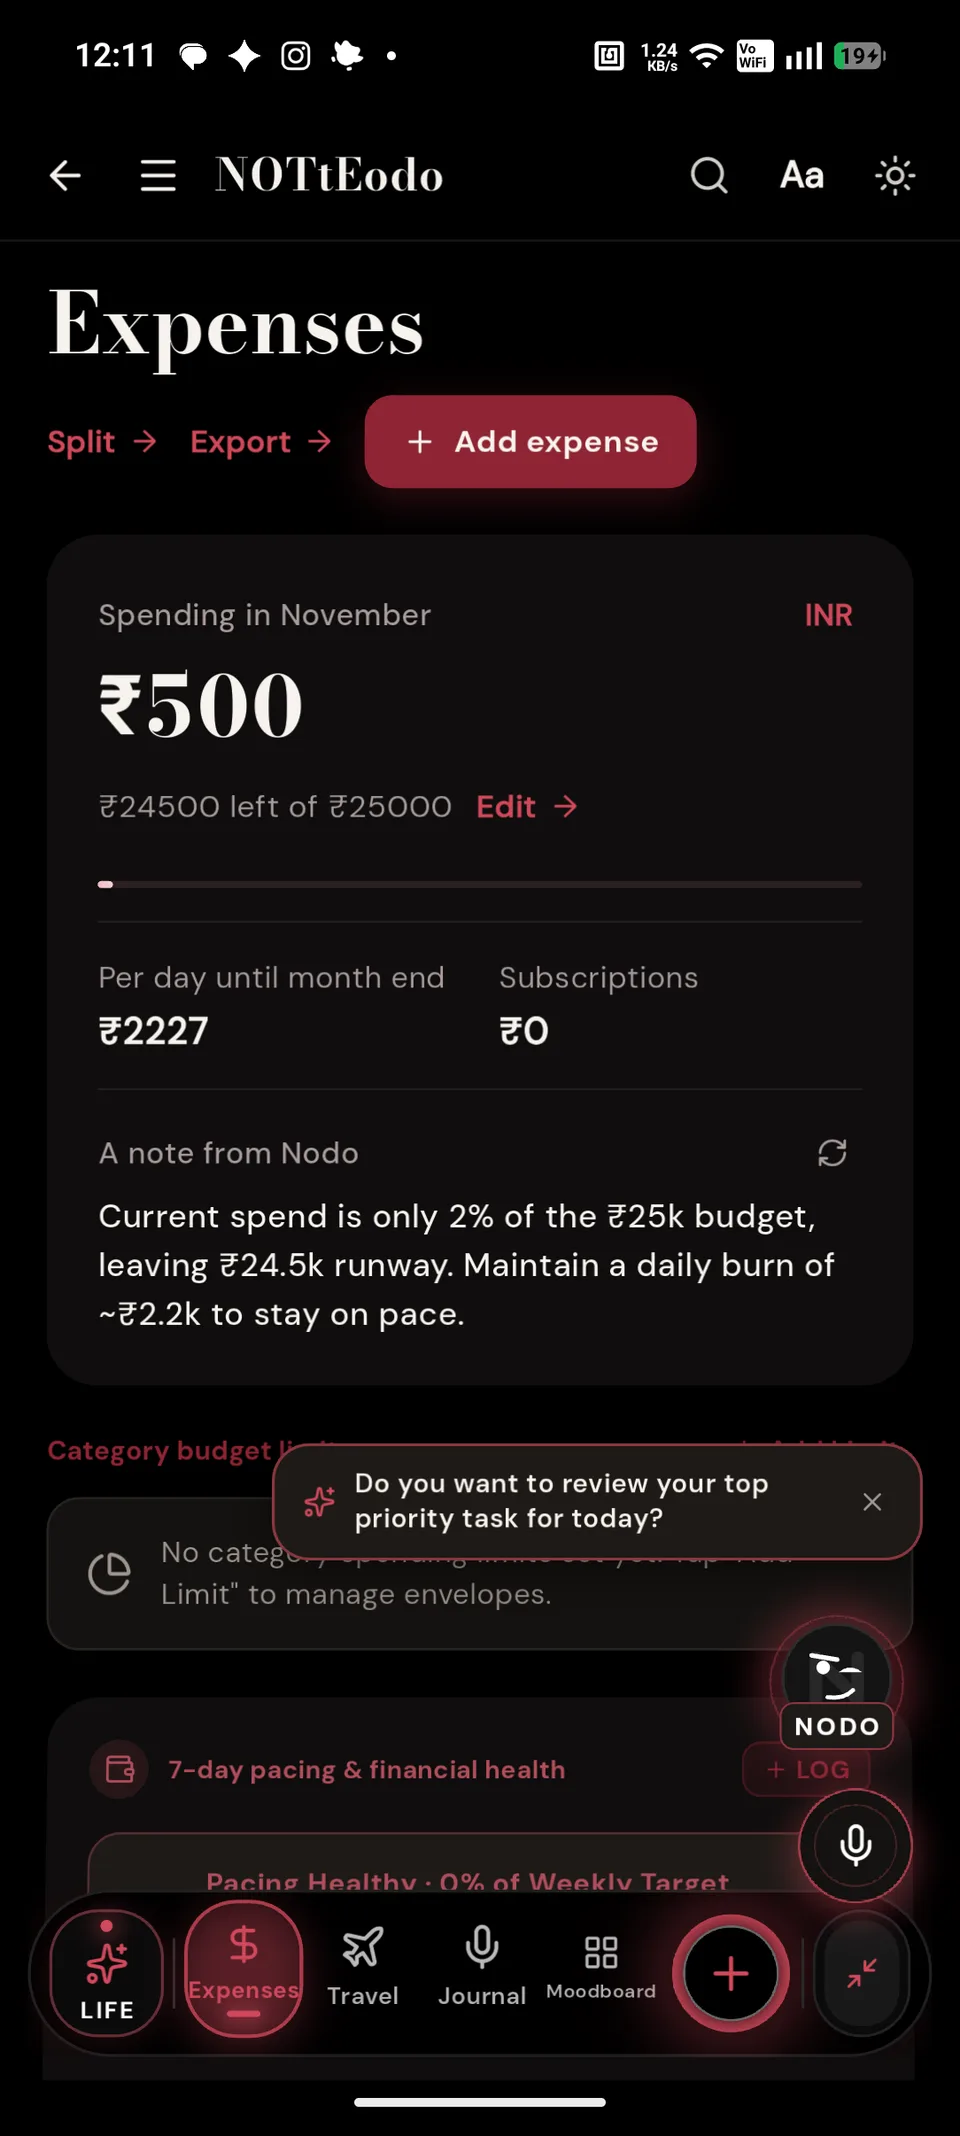 12:11
1.24
KB/s
Vo
WiFi
19
NOTtEodo
Aa
Expenses
Split → Export → + Add expense
Spending in November INR
₹500
₹24500 left of ₹25000 Edit →
Per day until month end Subscriptions
₹2227 ₹0
A note from Nodo
Current spend is only 2% of the ₹25k budget,
leaving ₹24.5k runway. Maintain a daily burn of
~₹2.2k to stay on pace.
Category budget
Do you want to review your top
priority task for today?
No
Limit" to manage envelopes.
NODO
7-day pacing & financial health + LOG
Pacing Healthy · 0% of Weekly Target
LIFE Expenses Travel Journal Moodboard